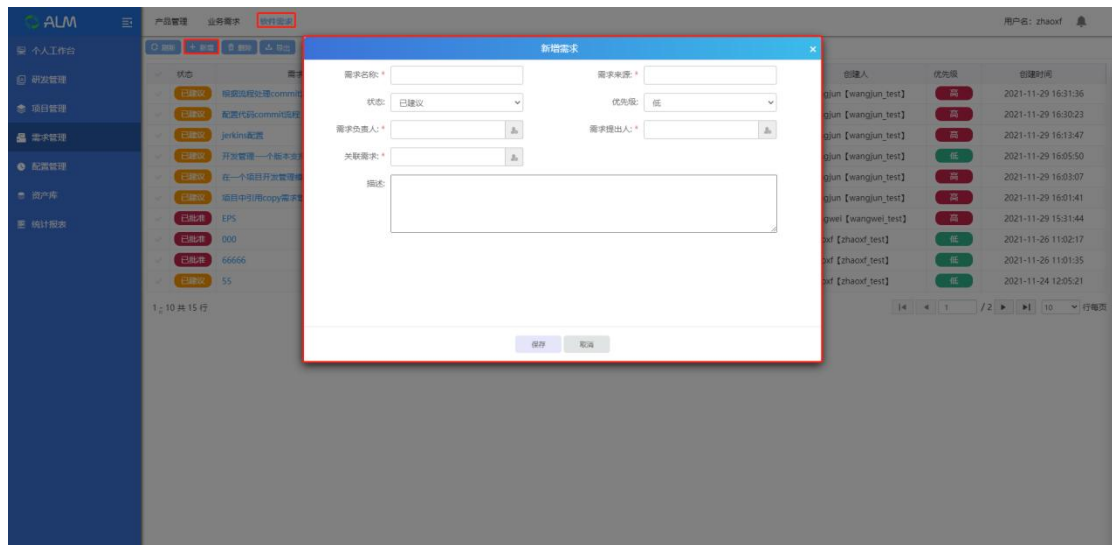 ALM
产品管理 业务需求 软件需求
用户名: zhaoxf
个人工作台
研发管理
项目管理
需求管理
配置管理
资产库
统计报表
刷新 新增 删除 导出
状态 需求 创建人 优先级 创建时间
已建议 根据流程处理commit gjun【wangjun_test】 高 2021-11-29 16:31:36
已建议 配置代码commit流程 gjun【wangjun_test】 高 2021-11-29 16:30:23
已建议 jerkins配置 gjun【wangjun_test】 高 2021-11-29 16:13:47
已建议 开发管理 gjun【wangjun_test】 低 2021-11-29 16:05:50
已建议 在一个项目开发管理 gjun【wangjun_test】 高 2021-11-29 16:03:07
已建议 项目中引用copy需求 gjun【wangjun_test】 高 2021-11-29 16:01:41
已批准 EPS gwei【wangwei_test】 高 2021-11-29 15:31:44
已批准 000 oxf【zhaoxf_test】 低 2021-11-26 11:02:17
已批准 66666 oxf【zhaoxf_test】 低 2021-11-26 11:01:35
已建议 55 oxf【zhaoxf_test】 低 2021-11-24 12:05:21
1 - 10 共 15 行 1 / 2 10 行每页
新增需求 ×
需求名称: * 需求来源: *
状态: 已建议 优先级: 低
需求负责人: * 需求提出人: *
关联需求: *
描述:
保存 取消